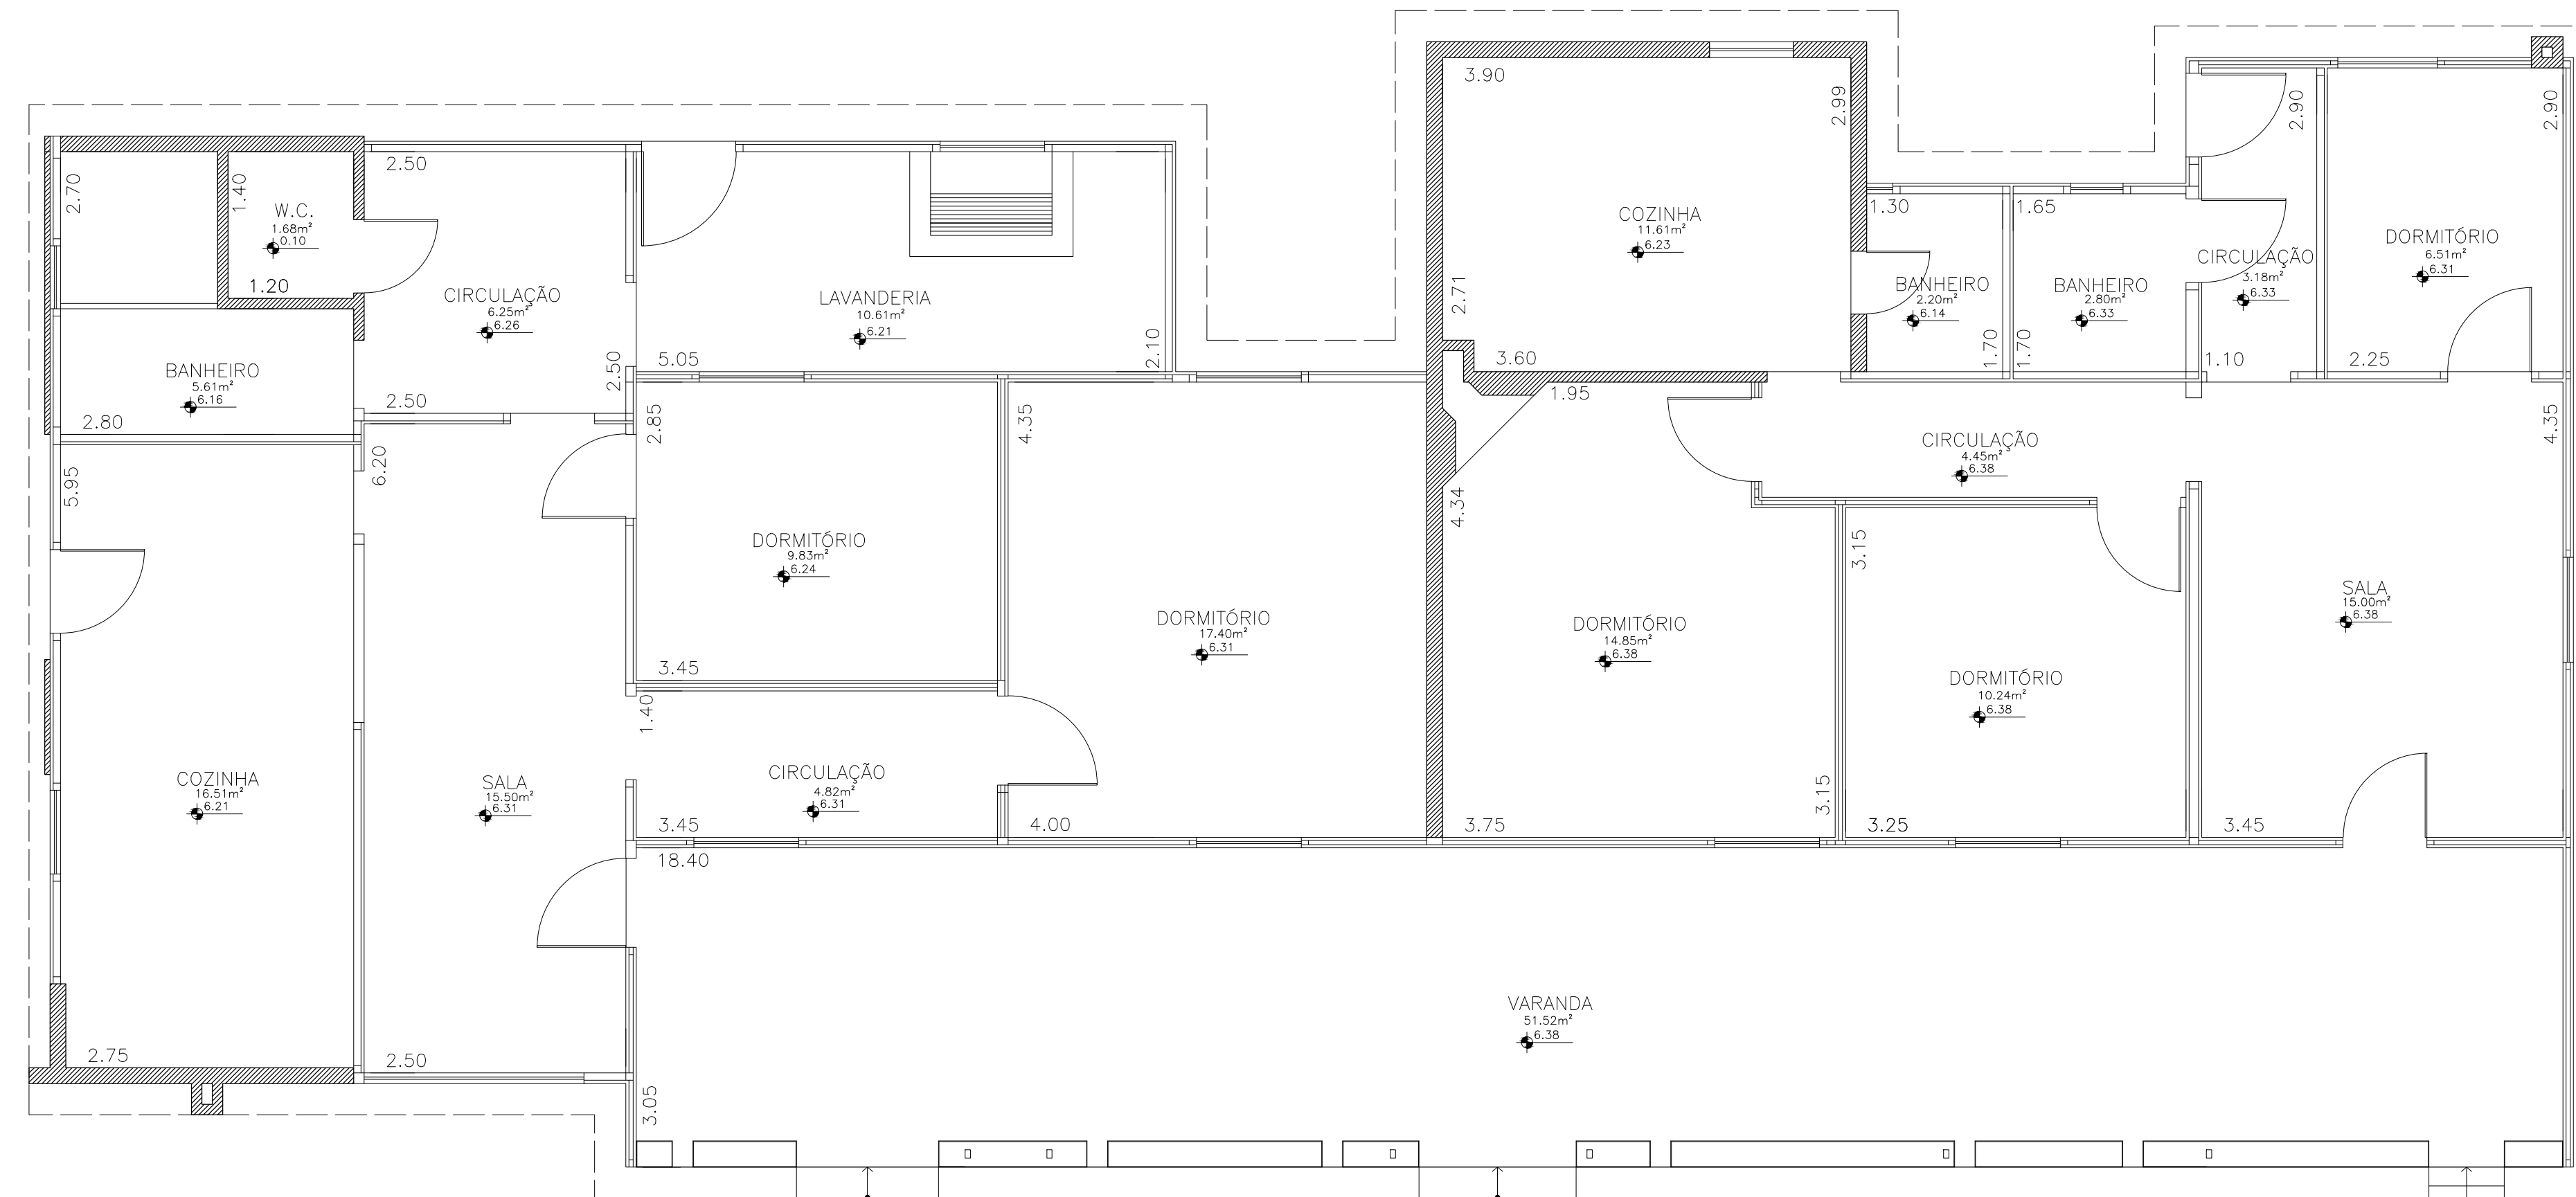 3.90
2.99
2.90
2.90
2.50
2.70
1.40
W.C.
1.68m²
0.10
1.20
CIRCULAÇÃO
6.25m²
6.26
2.50
2.50
LAVANDERIA
10.61m²
6.21
5.05
2.10
COZINHA
11.61m²
6.23
2.71
3.60
1.30
BANHEIRO
2.20m²
6.14
1.70
1.65
BANHEIRO
2.80m²
6.33
1.70
CIRCULAÇÃO
3.18m²
6.33
1.10
DORMITÓRIO
6.51m²
6.31
2.25
BANHEIRO
5.61m²
6.16
2.80
5.95
6.20
2.85
DORMITÓRIO
9.83m²
6.24
3.45
4.35
DORMITÓRIO
17.40m²
6.31
4.00
1.95
4.34
DORMITÓRIO
14.85m²
6.38
3.15
3.75
CIRCULAÇÃO
4.45m²
6.38
3.15
DORMITÓRIO
10.24m²
6.38
3.25
4.35
SALA
15.00m²
6.38
3.45
COZINHA
16.51m²
6.21
2.75
SALA
15.50m²
6.31
2.50
1.40
CIRCULAÇÃO
4.82m²
6.31
3.45
18.40
VARANDA
51.52m²
6.38
3.05